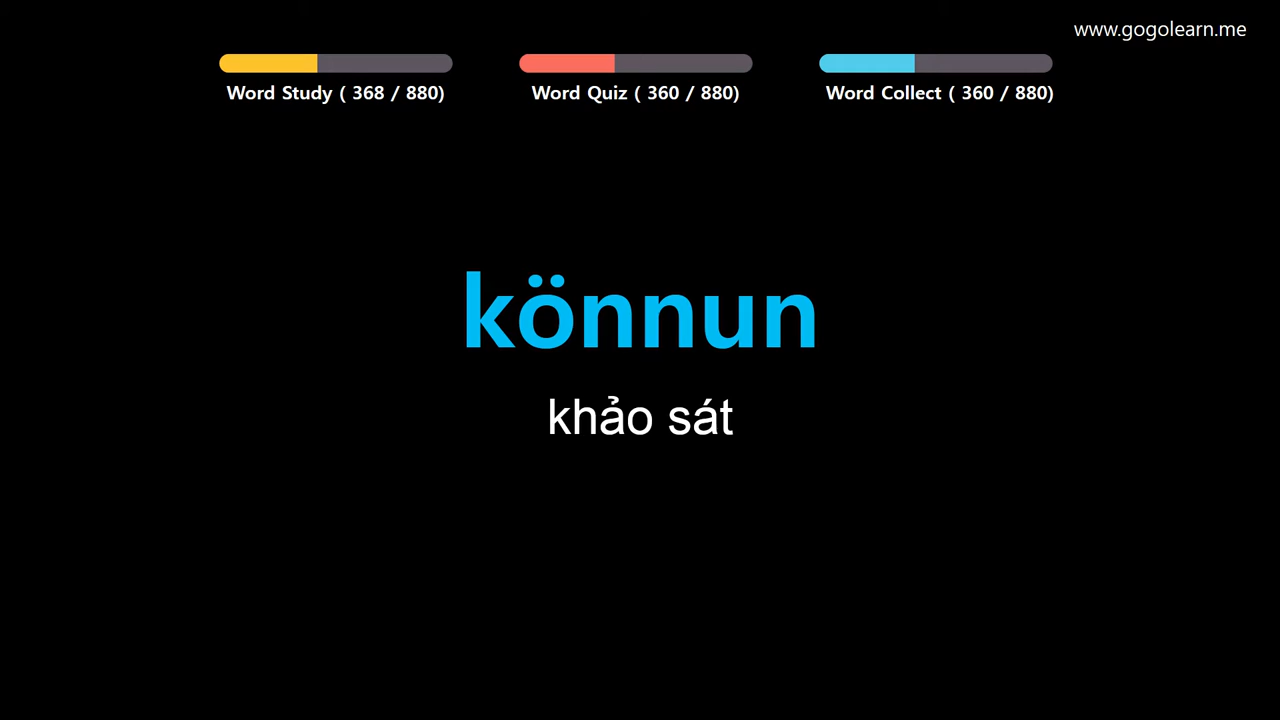 www.gogolearn.me
Word Study ( 368 / 880)
Word Quiz ( 360 / 880)
Word Collect ( 360 / 880)
könnun
khảo sát